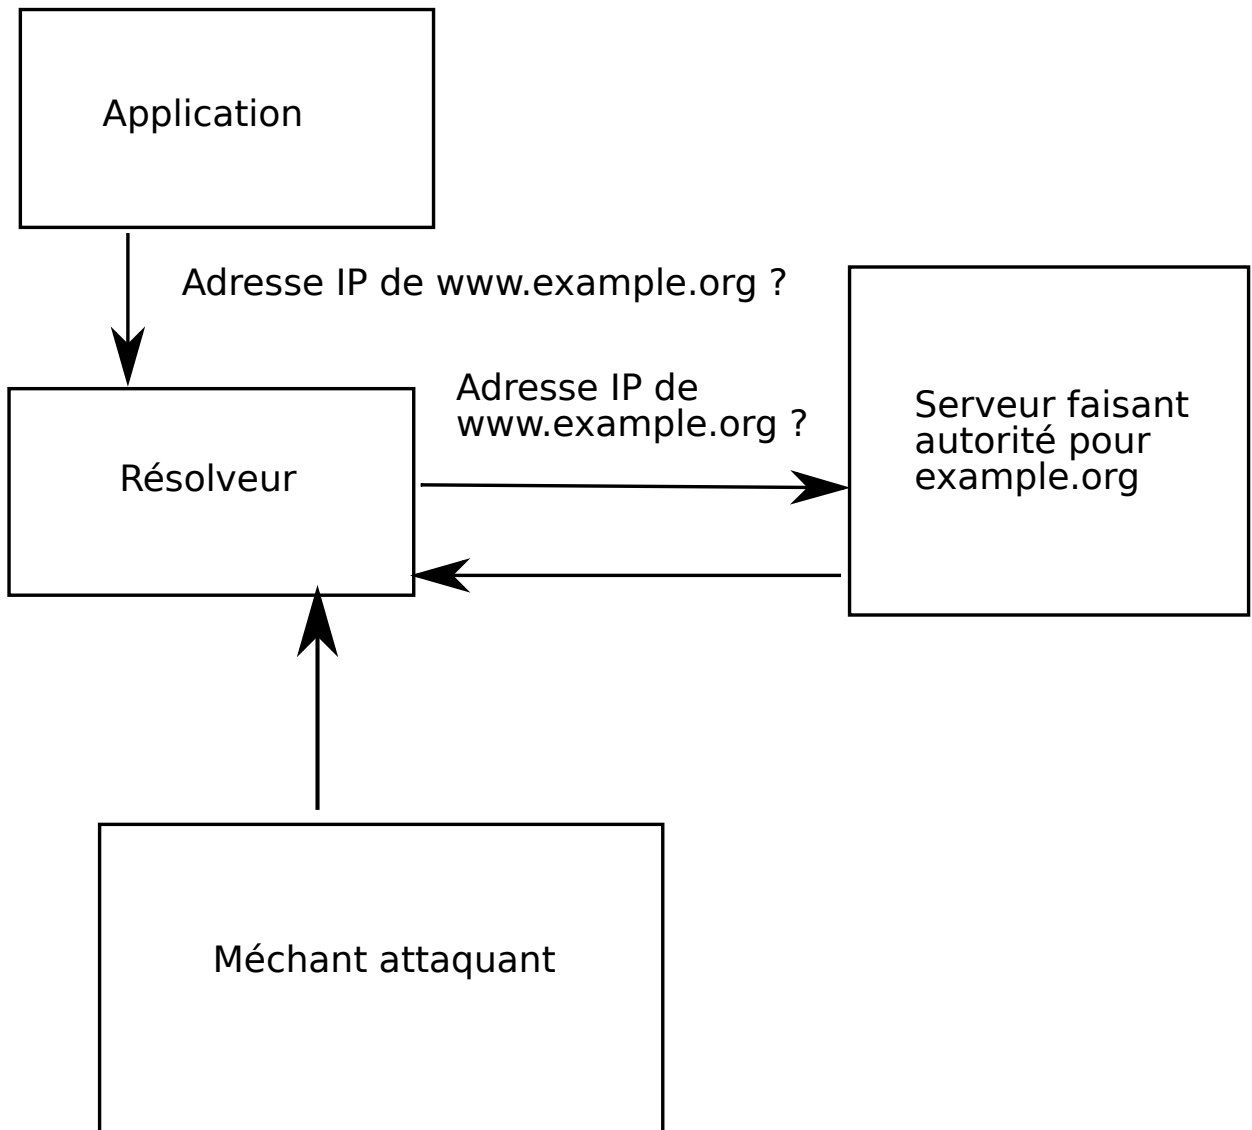 Application
Adresse IP de www.example.org ?
Adresse IP de
www.example.org ?
Serveur faisant
autorité pour
example.org
Résolveur
Méchant attaquant